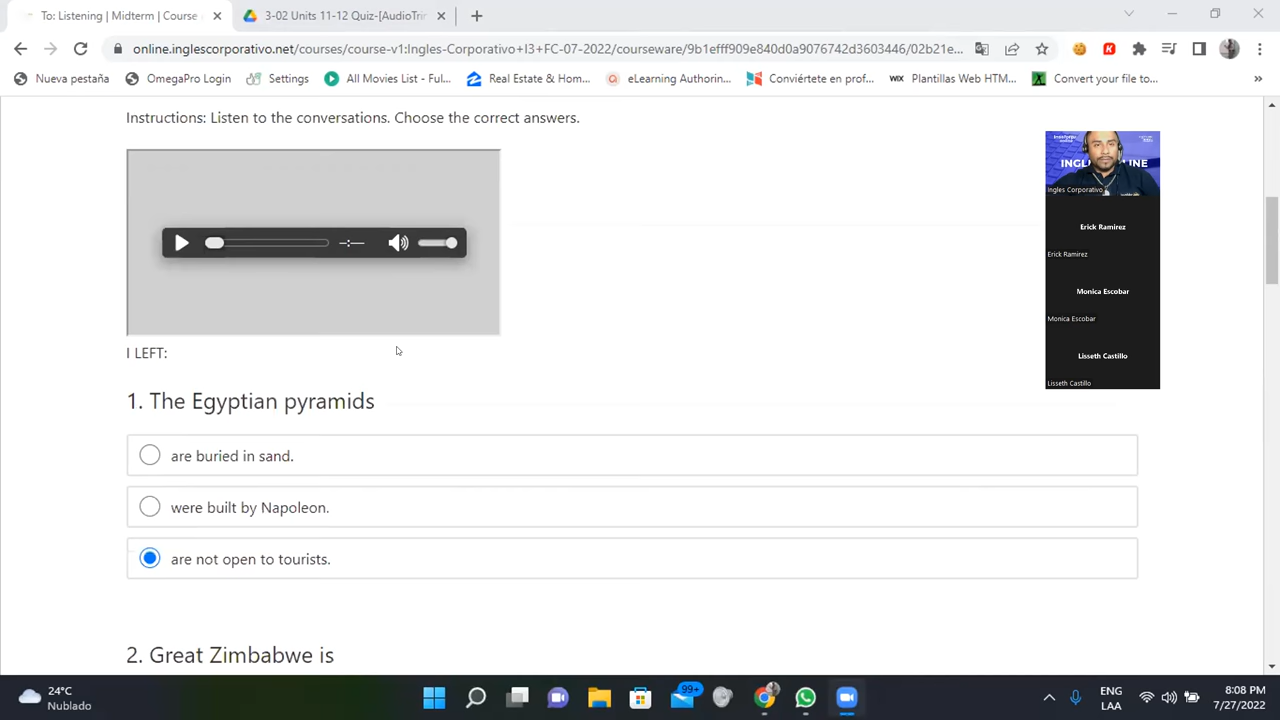 To: Listening | Midterm | Course
3-02 Units 11-12 Quiz-[AudioTrir
online.inglescorporativo.net/courses/course-v1:Ingles-Corporativo+I3+FC-07-2022/courseware/9b1efff909e840d0a9076742d3603446/02b21e...
Nueva pestaña
OmegaPro Login
Settings
All Movies List - Ful...
Real Estate & Hom...
eLearning Authorin...
Conviértete en prof...
WIX Plantillas Web HTM...
Convert your file to...
»
Instructions: Listen to the conversations. Choose the correct answers.
-:--
I LEFT:
1. The Egyptian pyramids
are buried in sand.
were built by Napoleon.
are not open to tourists.
2. Great Zimbabwe is
Ingles Corporativo
Erick Ramirez
Erick Ramirez
Monica Escobar
Monica Escobar
Lisseth Castillo
Lisseth Castillo
24°C
Nublado
99+
ENG
LAA
8:08 PM
7/27/2022